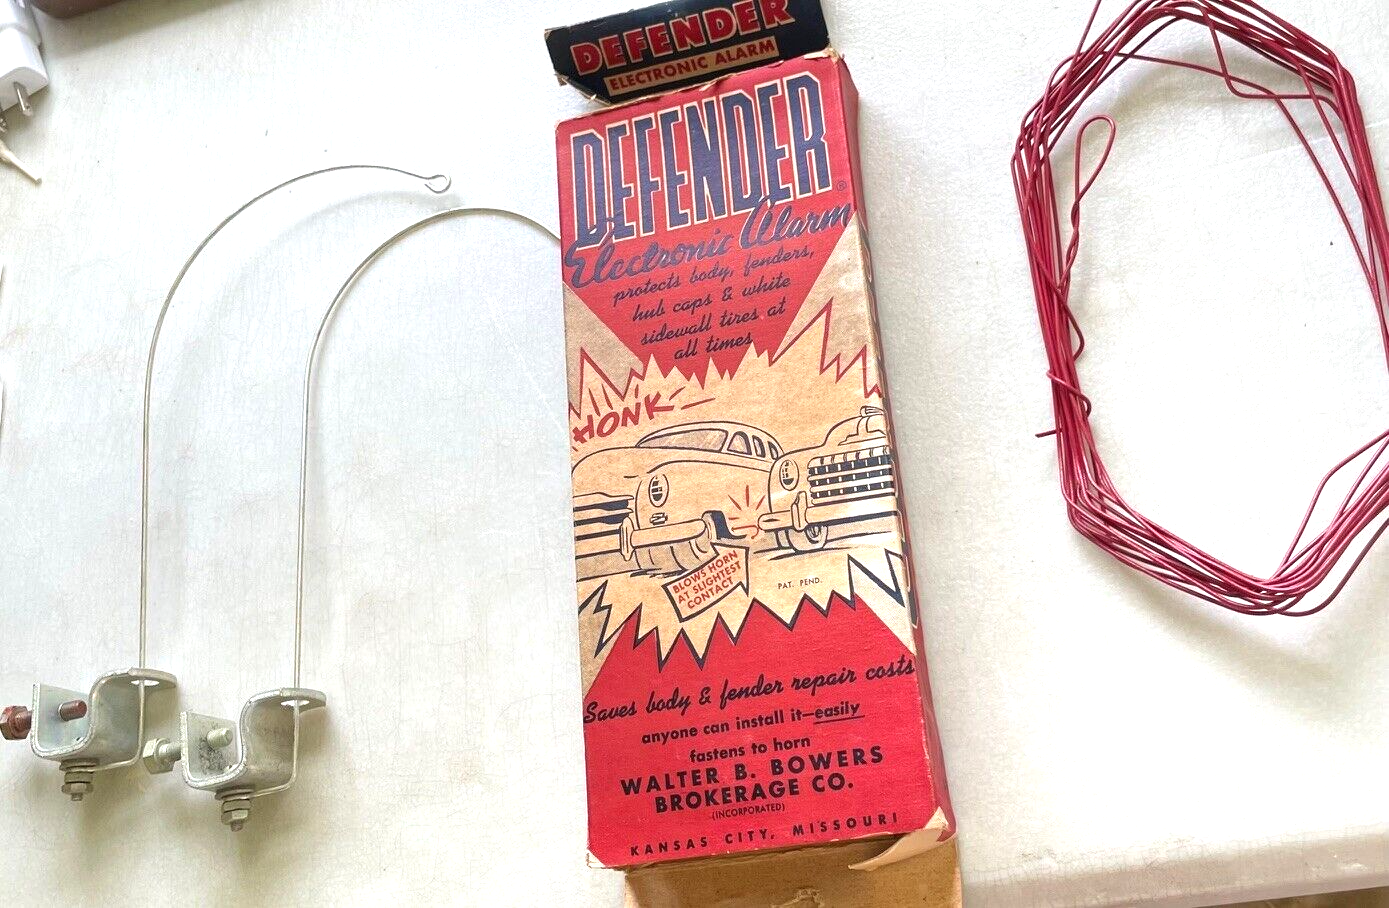 DEFENDER
ELECTRONIC ALARM
DEFENDER®
Electronic Alarm
protects body, fenders,
hub caps & white
sidewall tires at
all times
HONK
BLOWS HORN
AT SLIGHTEST
CONTACT
PAT. PEND.
Saves body & fender repair costs
anyone can install it—easily
fastens to horn
WALTER B. BOWERS
BROKERAGE CO.
(INCORPORATED)
KANSAS CITY, MISSOURI